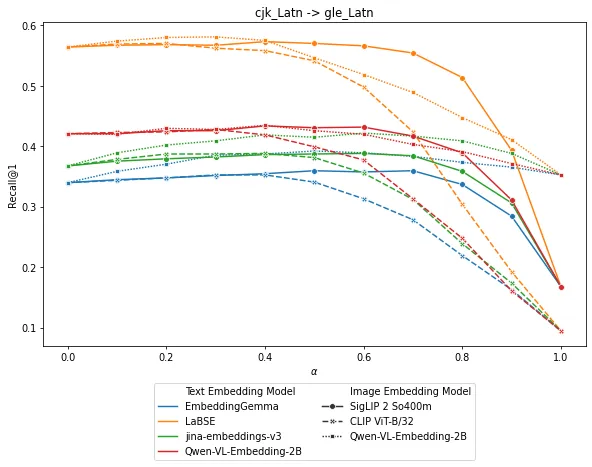 cjk_Latn -> gle_Latn
Recall@1
0.6
0.5
0.4
0.3
0.2
0.1
0.0 0.2 0.4 0.6 0.8 1.0
α
Text Embedding Model Image Embedding Model
EmbeddingGemma SigLIP 2 So400m
LaBSE CLIP ViT-B/32
jina-embeddings-v3 Qwen-VL-Embedding-2B
Qwen-VL-Embedding-2B